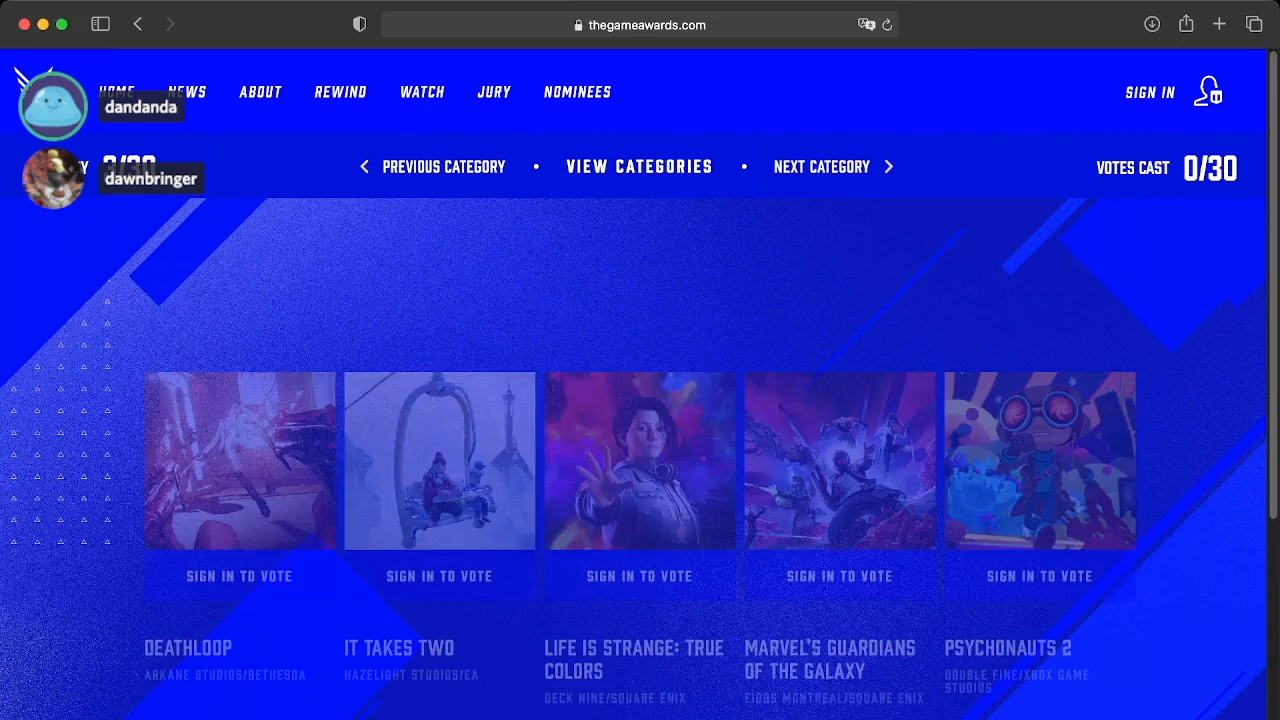 thegameawards.com
HOME NEWS ABOUT REWIND WATCH JURY NOMINEES SIGN IN
dandanda
3/30 PREVIOUS CATEGORY • VIEW CATEGORIES • NEXT CATEGORY VOTES CAST 0/30
dawnbringer
SIGN IN TO VOTE SIGN IN TO VOTE SIGN IN TO VOTE SIGN IN TO VOTE SIGN IN TO VOTE
DEATHLOOP
ARKANE STUDIOS/BETHESDA
IT TAKES TWO
HAZELIGHT STUDIOS/EA
LIFE IS STRANGE: TRUE
COLORS
DECK NINE/SQUARE ENIX
MARVEL'S GUARDIANS
OF THE GALAXY
EIDOS MONTREAL/SQUARE ENIX
PSYCHONAUTS 2
DOUBLE FINE/XBOX GAME
STUDIOS